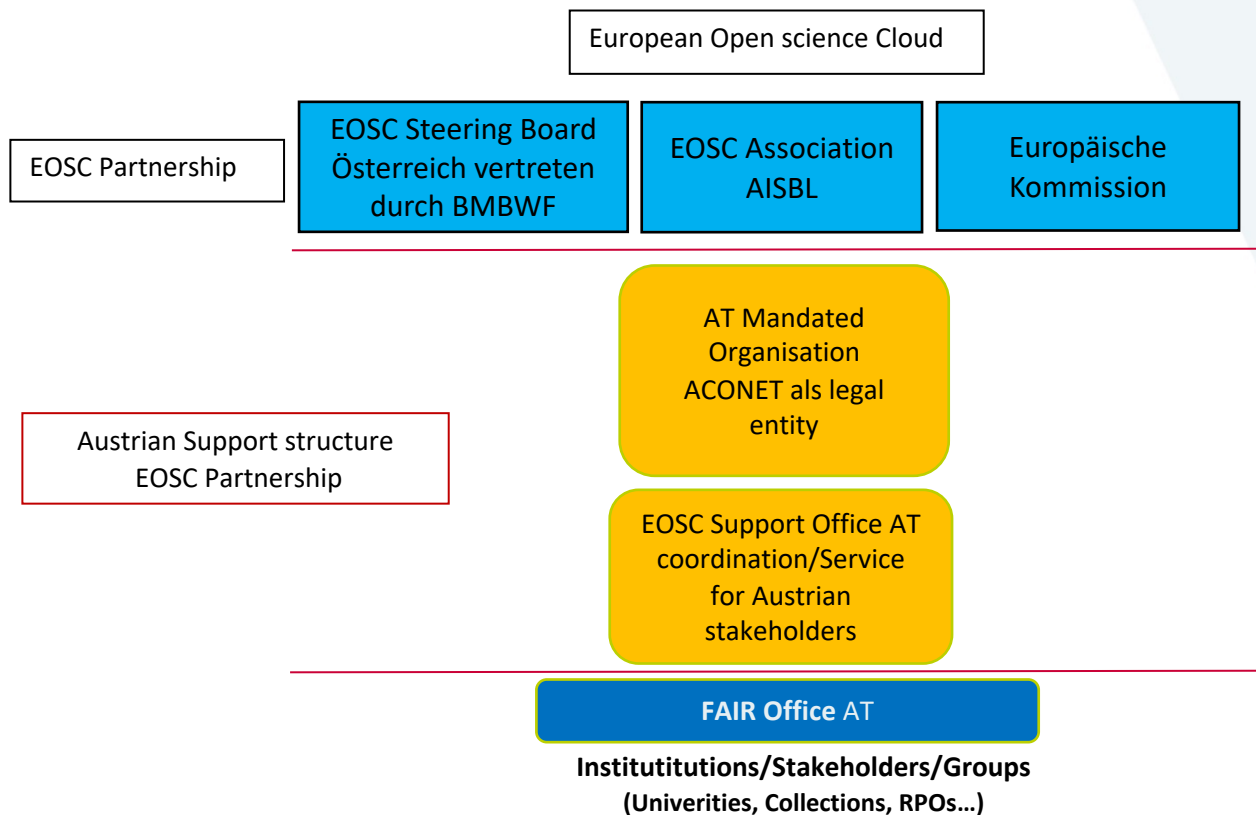 European Open science Cloud
EOSC Partnership
EOSC Steering Board
Österreich vertreten
durch BMBWF
EOSC Association
AISBL
Europäische
Kommission
AT Mandated
Organisation
ACONET als legal
entity
Austrian Support structure
EOSC Partnership
EOSC Support Office AT
coordination/Service
for Austrian
stakeholders
FAIR Office AT
Institutitutions/Stakeholders/Groups
(Univerities, Collections, RPOs…)